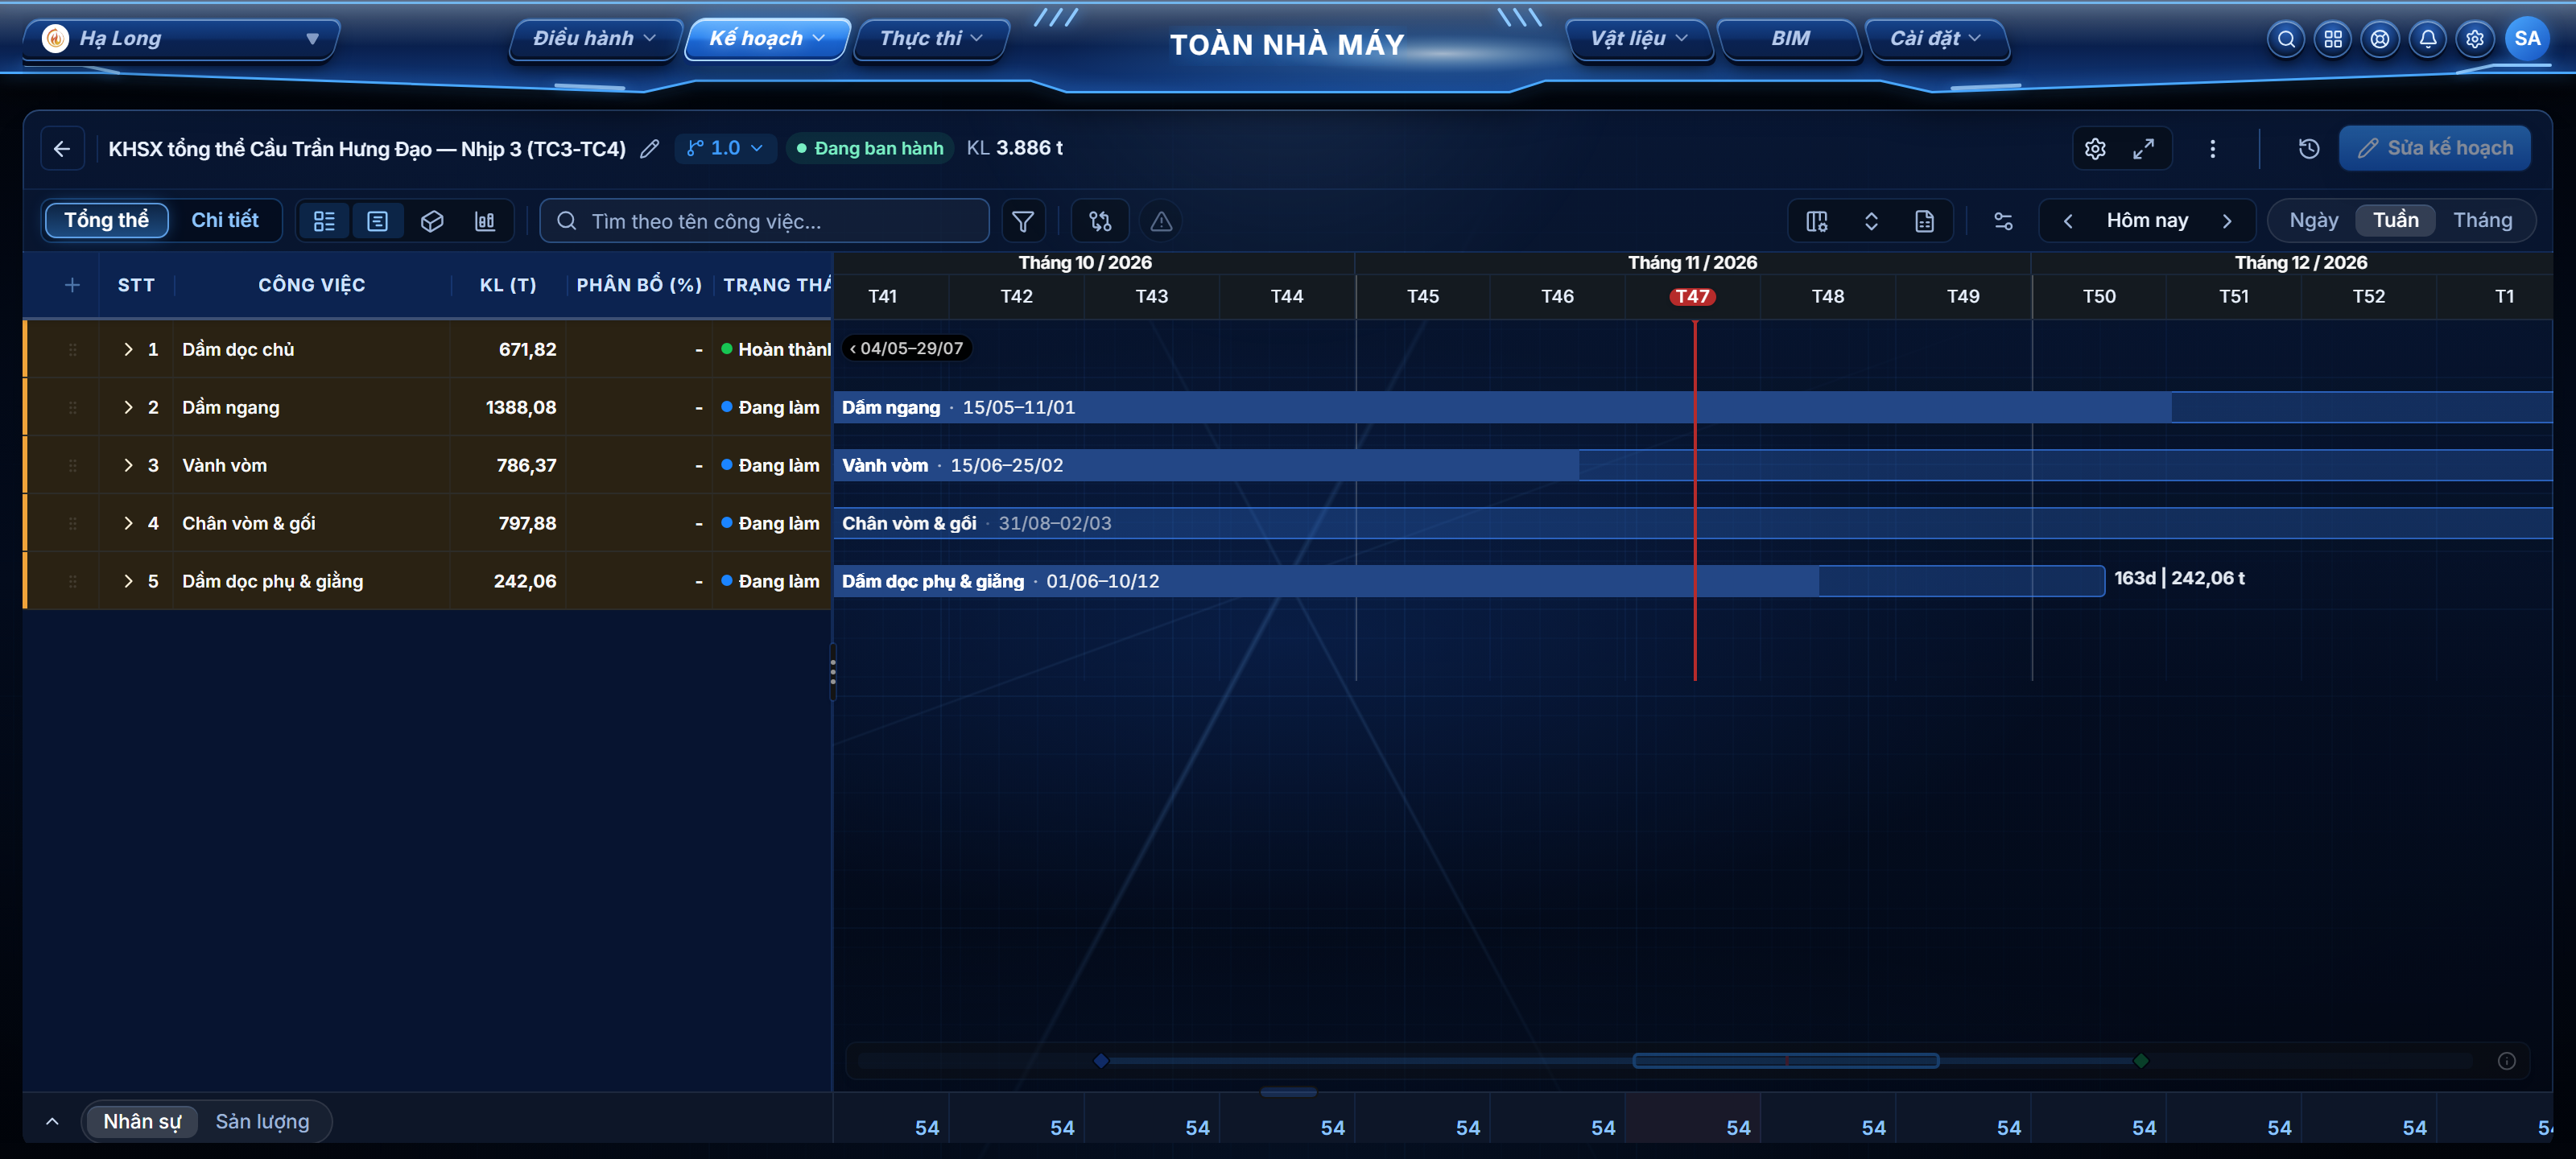 Hạ Long
Điều hành
Kế hoạch
Thực thi
TOÀN NHÀ MÁY
Vật liệu
BIM
Cài đặt
SA
KHSX tổng thể Cầu Trần Hưng Đạo — Nhịp 3 (TC3-TC4)
1.0
Đang ban hành
KL 3.886 t
Sửa kế hoạch
Tổng thể
Chi tiết
Tìm theo tên công việc...
Hôm nay
Ngày
Tuần
Tháng
STT CÔNG VIỆC KL (T) PHÂN BỔ (%) TRẠNG THÁ
Tháng 10 / 2026 Tháng 11 / 2026 Tháng 12 / 2026
T41 T42 T43 T44 T45 T46 T47 T48 T49 T50 T51 T52 T1
1 Dầm dọc chủ 671,82 - Hoàn thành
‹ 04/05–29/07
2 Dầm ngang 1388,08 - Đang làm
Dầm ngang · 15/05–11/01
3 Vành vòm 786,37 - Đang làm
Vành vòm · 15/06–25/02
4 Chân vòm & gối 797,88 - Đang làm
Chân vòm & gối · 31/08–02/03
5 Dầm dọc phụ & giằng 242,06 - Đang làm
Dầm dọc phụ & giằng · 01/06–10/12
163d | 242,06 t
Nhân sự
Sản lượng
54 54 54 54 54 54 54 54 54 54 54 54